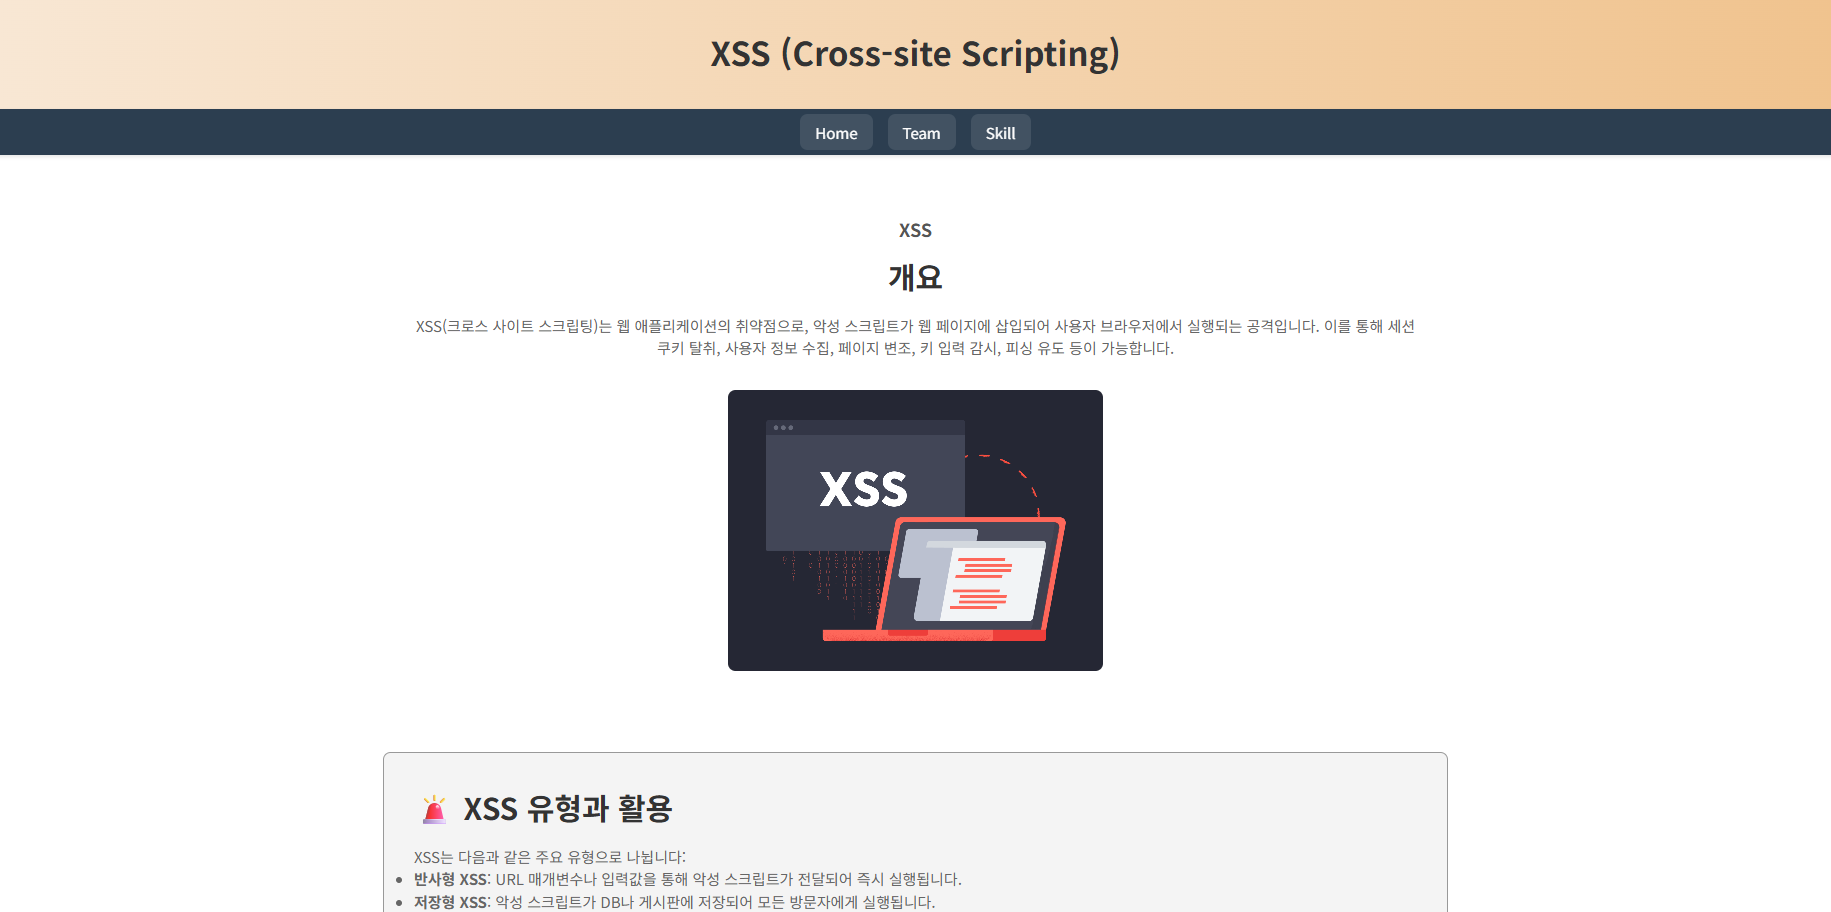 XSS (Cross-site Scripting)
Home Team Skill
XSS
개요
XSS(크로스 사이트 스크립팅)는 웹 애플리케이션의 취약점으로, 악성 스크립트가 웹 페이지에 삽입되어 사용자 브라우저에서 실행되는 공격입니다. 이를 통해 세션
쿠키 탈취, 사용자 정보 수집, 페이지 변조, 키 입력 감시, 피싱 유도 등이 가능합니다.
XSS
🚨 XSS 유형과 활용
XSS는 다음과 같은 주요 유형으로 나뉩니다:
• 반사형 XSS: URL 매개변수나 입력값을 통해 악성 스크립트가 전달되어 즉시 실행됩니다.
• 저장형 XSS: 악성 스크립트가 DB나 게시판에 저장되어 모든 방문자에게 실행됩니다.